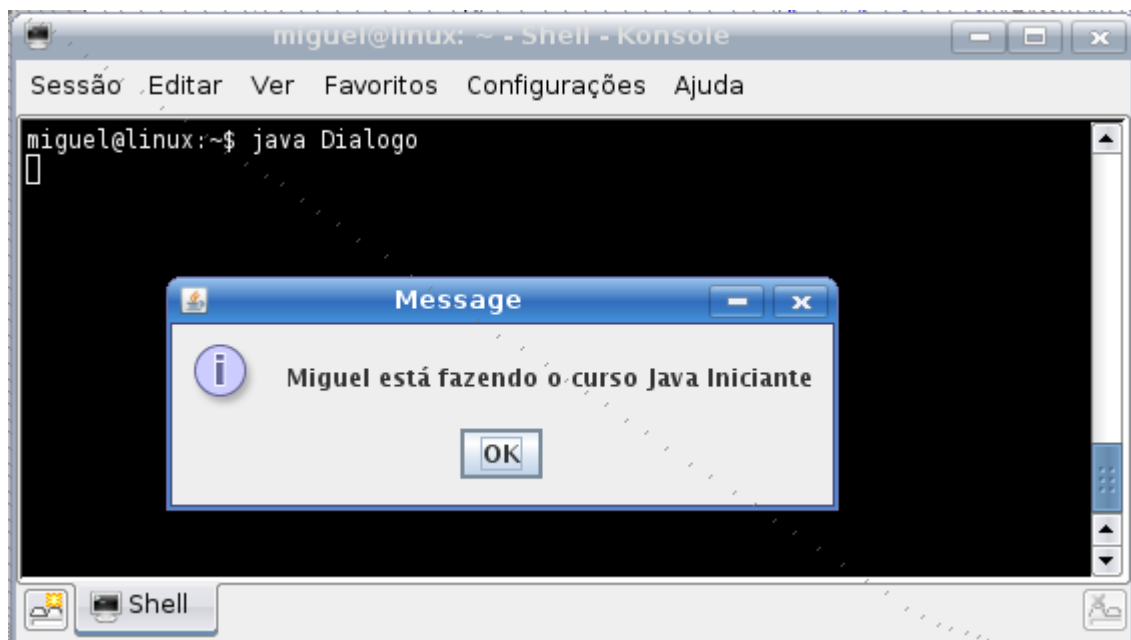 miguel@linux: ~ - Shell - Konsole
Sessão Editar Ver Favoritos Configurações Ajuda
miguel@linux:~$ java Dialogo
Message
i
Miguel está fazendo o curso Java Iniciante
OK
Shell